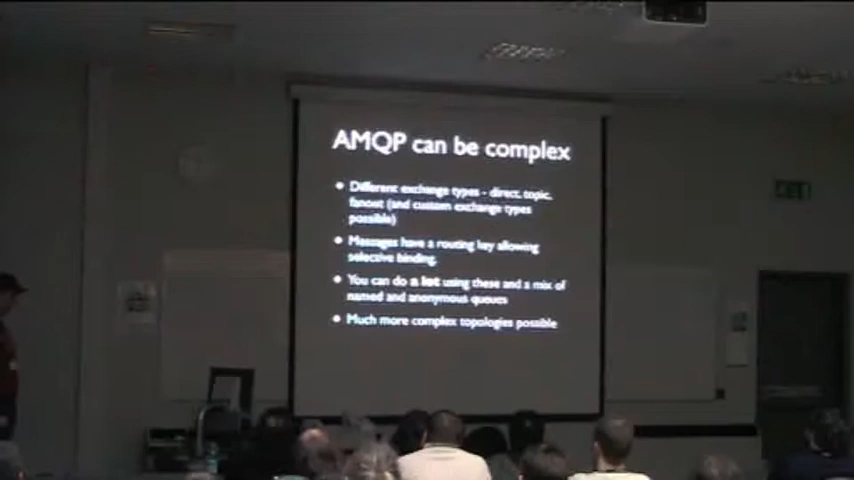 AMQP can be complex
• Different exchange types - direct, topic,
fanout (and custom exchange types
possible)
• Messages have a routing key allowing
selective binding.
• You can do a lot using these and a mix of
named and anonymous queues
• Much more complex topologies possible